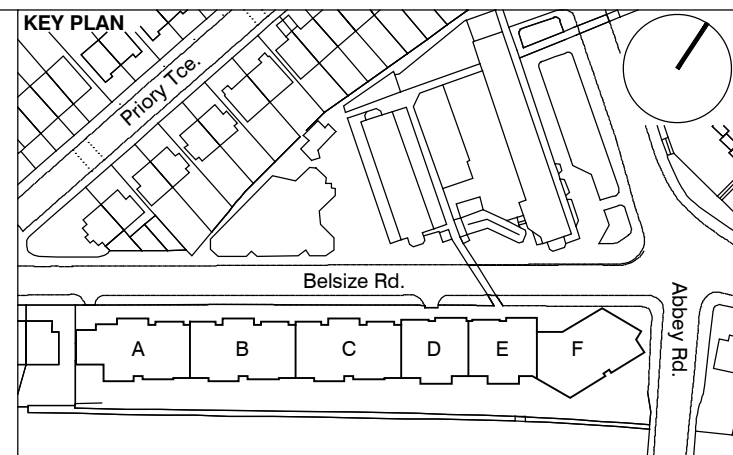 KEY PLAN
Priory Tce.
Belsize Rd.
Abbey Rd.
A
B
C
D
E
F